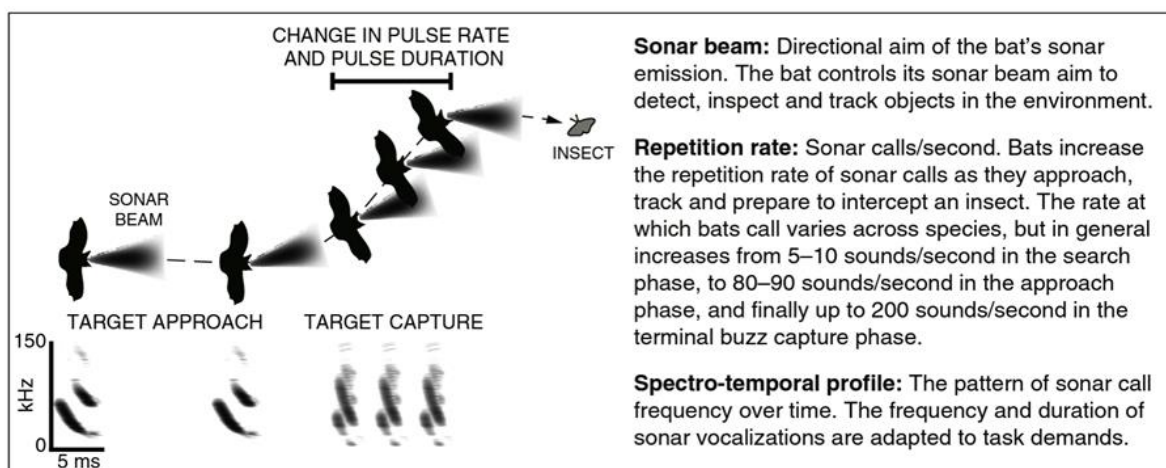 CHANGE IN PULSE RATE
AND PULSE DURATION
INSECT
SONAR
BEAM
TARGET APPROACH
TARGET CAPTURE
150
kHz
0
5 ms
Sonar beam: Directional aim of the bat's sonar
emission. The bat controls its sonar beam aim to
detect, inspect and track objects in the environment.
Repetition rate: Sonar calls/second. Bats increase
the repetition rate of sonar calls as they approach,
track and prepare to intercept an insect. The rate at
which bats call varies across species, but in general
increases from 5–10 sounds/second in the search
phase, to 80–90 sounds/second in the approach
phase, and finally up to 200 sounds/second in the
terminal buzz capture phase.
Spectro-temporal profile: The pattern of sonar call
frequency over time. The frequency and duration of
sonar vocalizations are adapted to task demands.